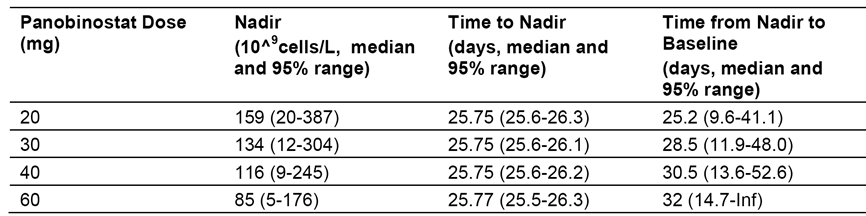 Panobinostat Dose (mg) Nadir (10^9cells/L, median and 95% range) Time to Nadir (days, median and 95% range) Time from Nadir to Baseline (days, median and 95% range)
20 159 (20-387) 25.75 (25.6-26.3) 25.2 (9.6-41.1)
30 134 (12-304) 25.75 (25.6-26.1) 28.5 (11.9-48.0)
40 116 (9-245) 25.75 (25.6-26.2) 30.5 (13.6-52.6)
60 85 (5-176) 25.77 (25.5-26.3) 32 (14.7-Inf)